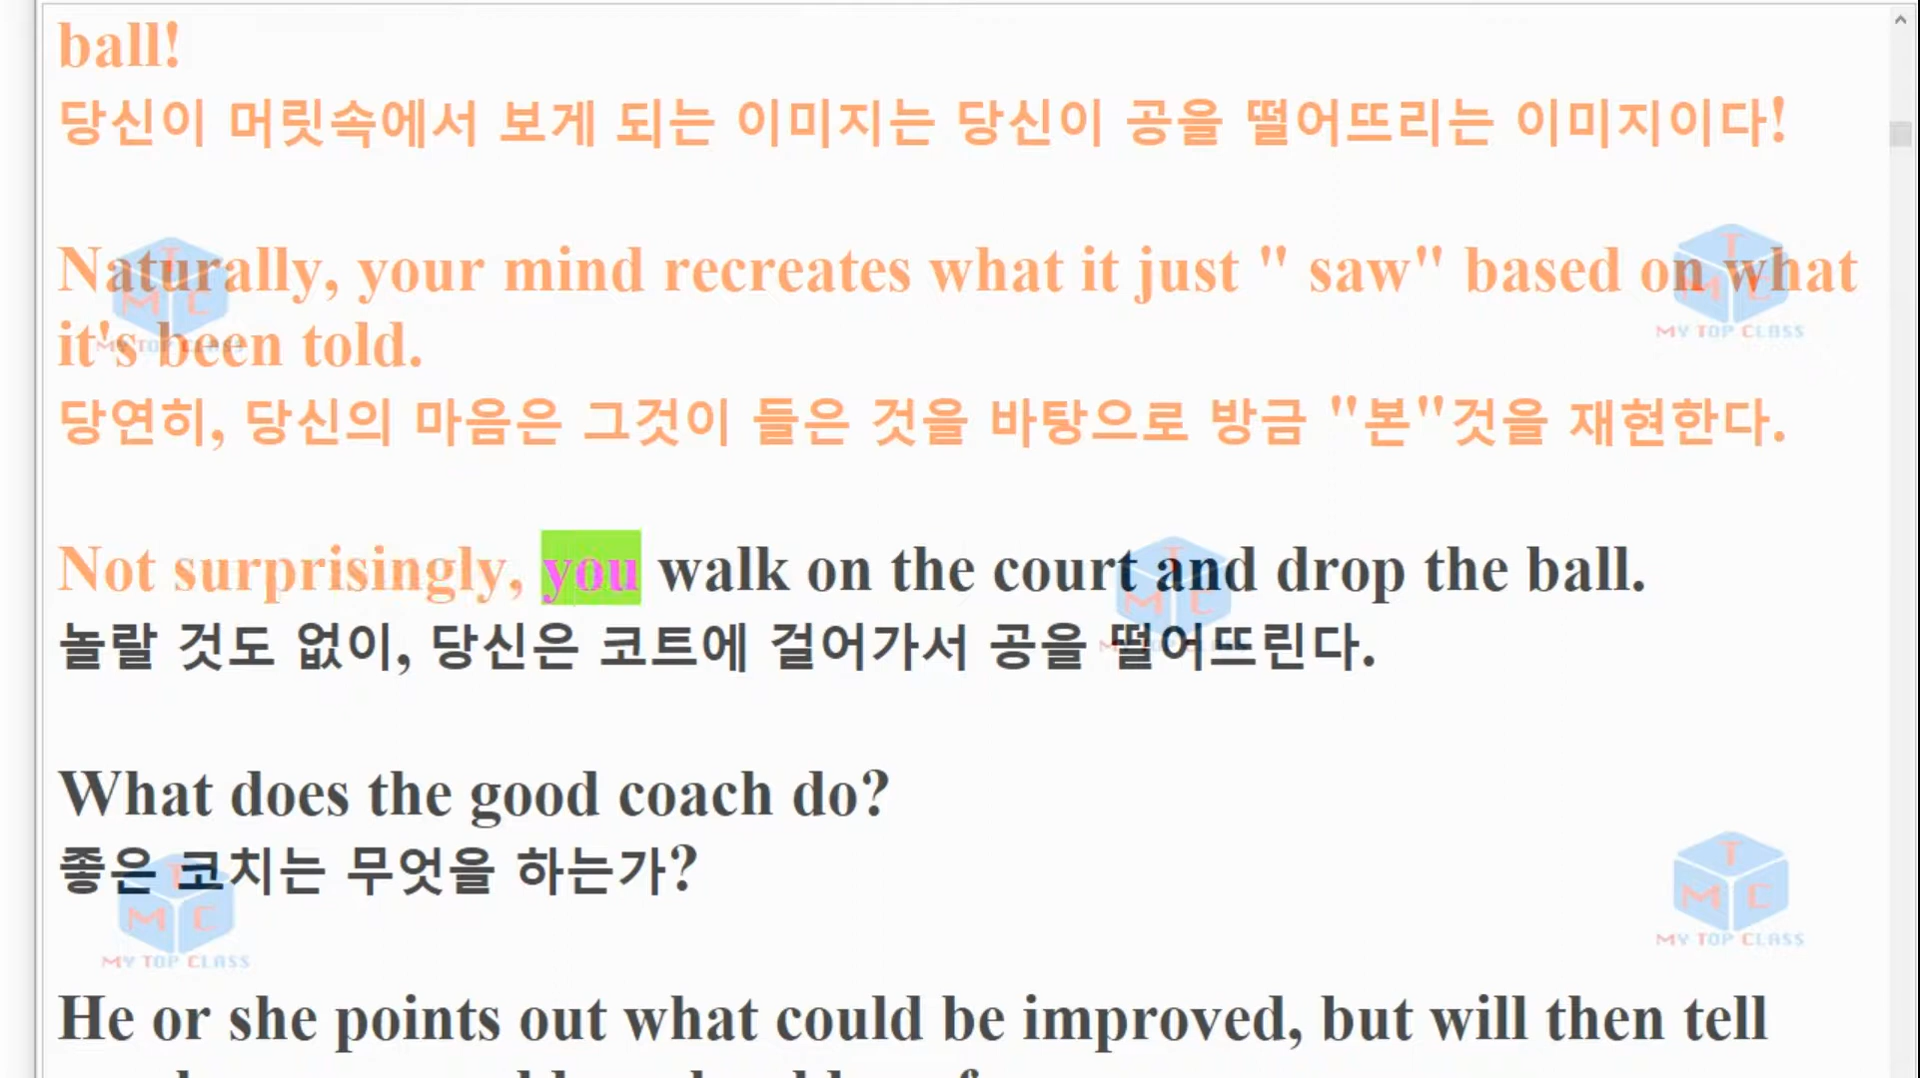 ball!
당신이 머릿속에서 보게 되는 이미지는 당신이 공을 떨어뜨리는 이미지이다!
Naturally, your mind recreates what it just " saw" based on what
it's been told.
당연히, 당신의 마음은 그것이 들은 것을 바탕으로 방금 "본"것을 재현한다.
Not surprisingly, you walk on the court and drop the ball.
놀랄 것도 없이, 당신은 코트에 걸어가서 공을 떨어뜨린다.
What does the good coach do?
좋은 코치는 무엇을 하는가?
He or she points out what could be improved, but will then tell
T M C
MY TOP CLASS
T M C
MY TOP CLASS
T M C
MY TOP CLASS
T M C
MY TOP CLASS
T M C